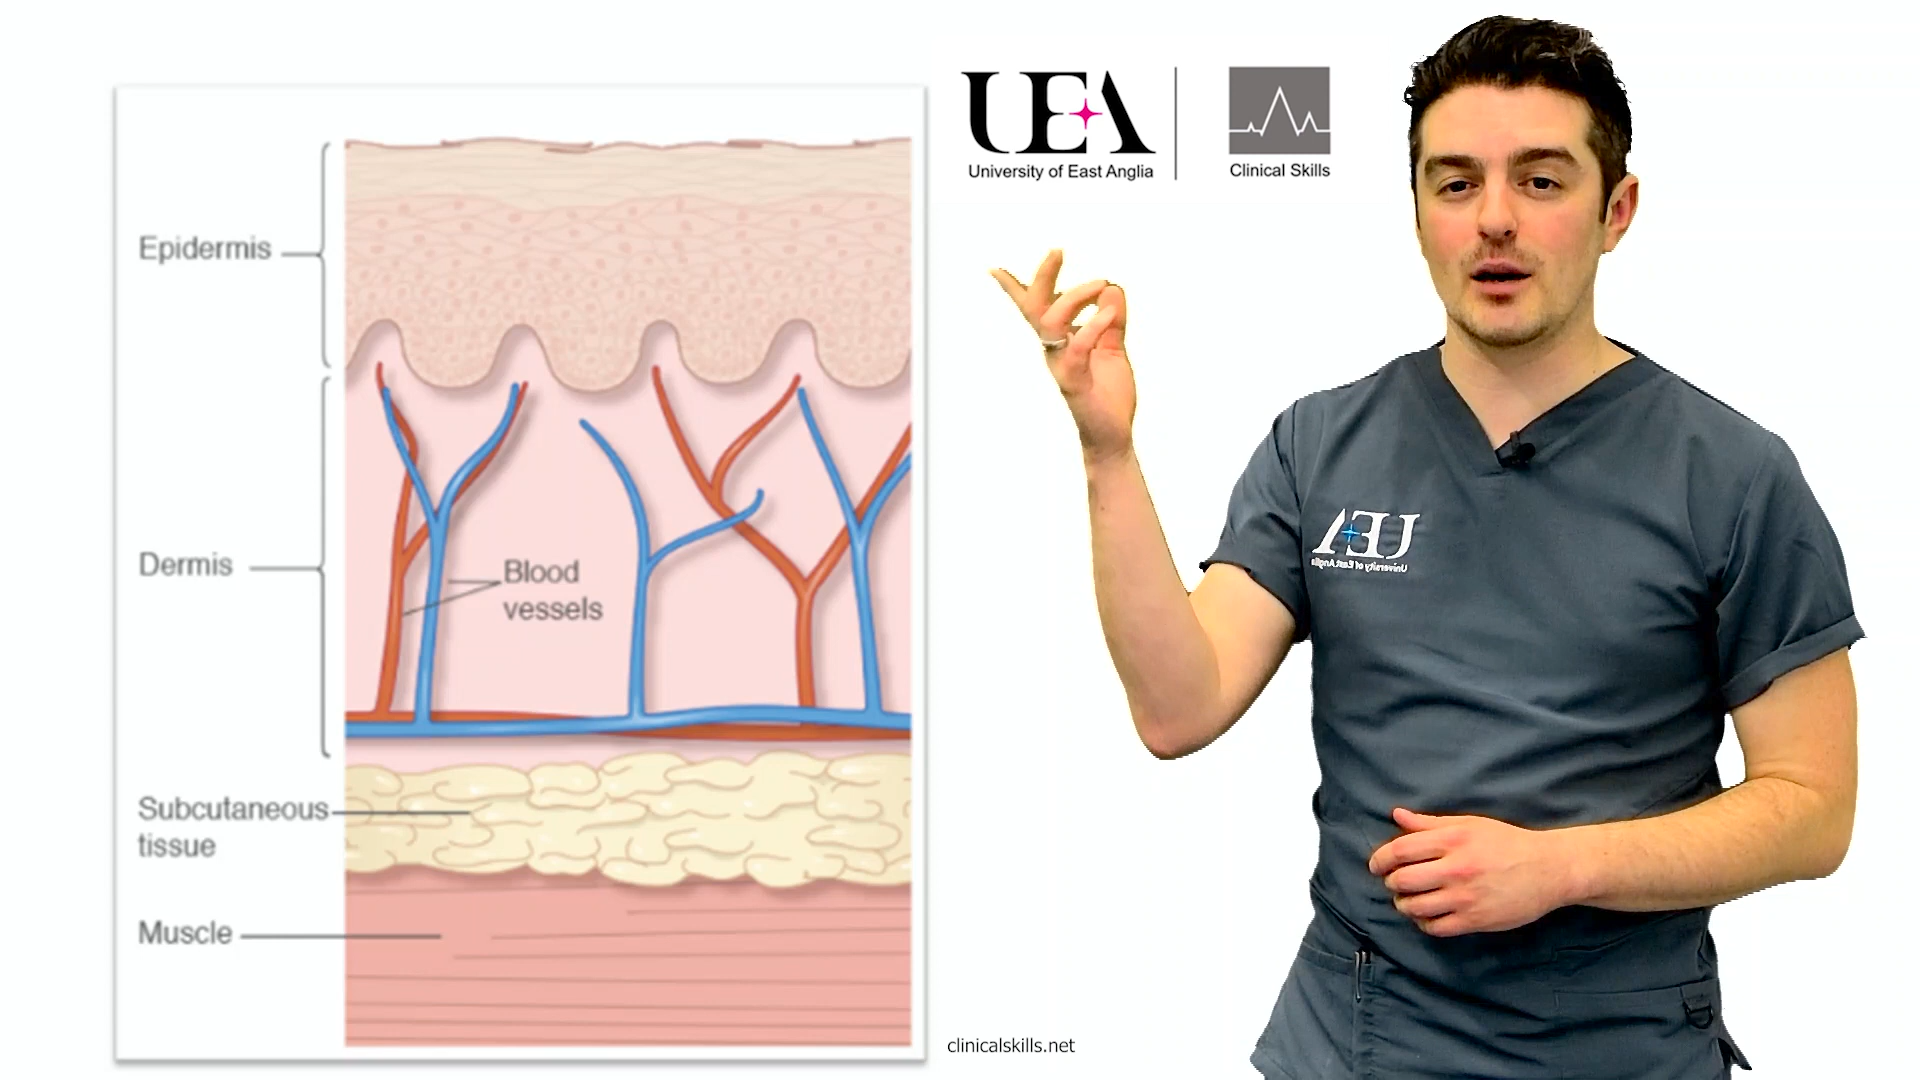 UEA
University of East Anglia
Clinical Skills
Epidermis
Dermis
Blood
vessels
Subcutaneous
tissue
Muscle
UEA
University of East Anglia
clinicalskills.net